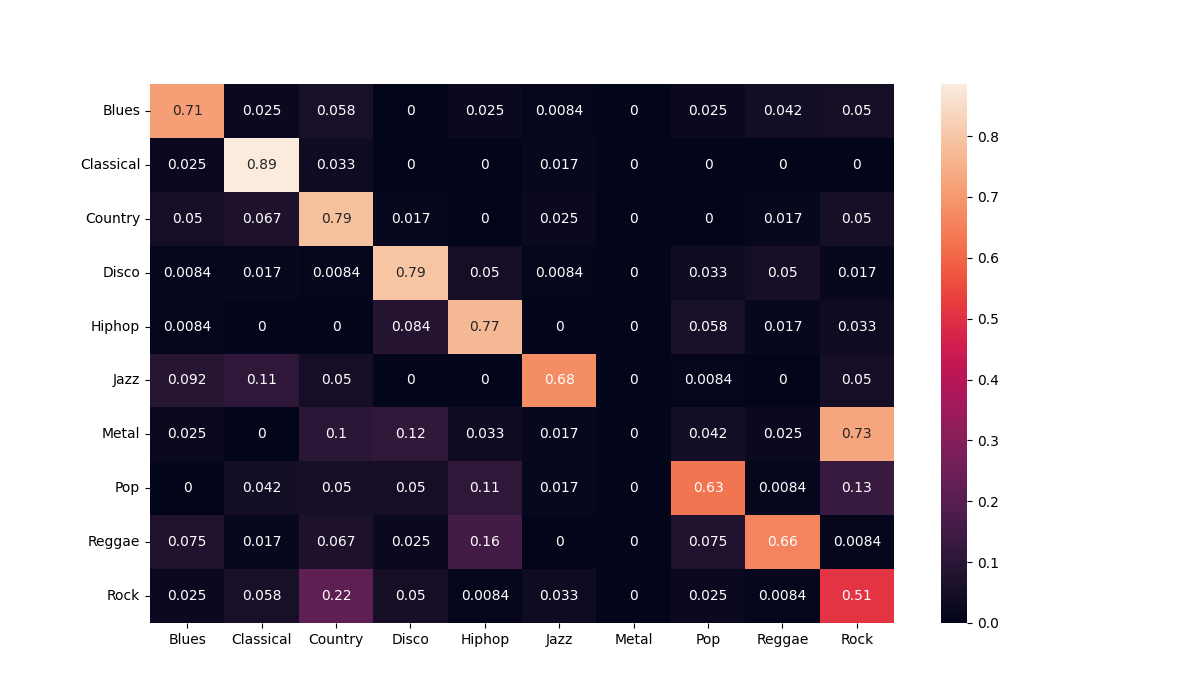 Blues 0.71 0.025 0.058 0 0.025 0.0084 0 0.025 0.042 0.05
Classical 0.025 0.89 0.033 0 0 0.017 0 0 0 0
Country 0.05 0.067 0.79 0.017 0 0.025 0 0 0.017 0.05
Disco 0.0084 0.017 0.0084 0.79 0.05 0.0084 0 0.033 0.05 0.017
Hiphop 0.0084 0 0 0.084 0.77 0 0 0.058 0.017 0.033
Jazz 0.092 0.11 0.05 0 0 0.68 0 0.0084 0 0.05
Metal 0.025 0 0.1 0.12 0.033 0.017 0 0.042 0.025 0.73
Pop 0 0.042 0.05 0.05 0.11 0.017 0 0.63 0.0084 0.13
Reggae 0.075 0.017 0.067 0.025 0.16 0 0 0.075 0.66 0.0084
Rock 0.025 0.058 0.22 0.05 0.0084 0.033 0 0.025 0.0084 0.51
Blues Classical Country Disco Hiphop Jazz Metal Pop Reggae Rock
0.8
0.7
0.6
0.5
0.4
0.3
0.2
0.1
0.0